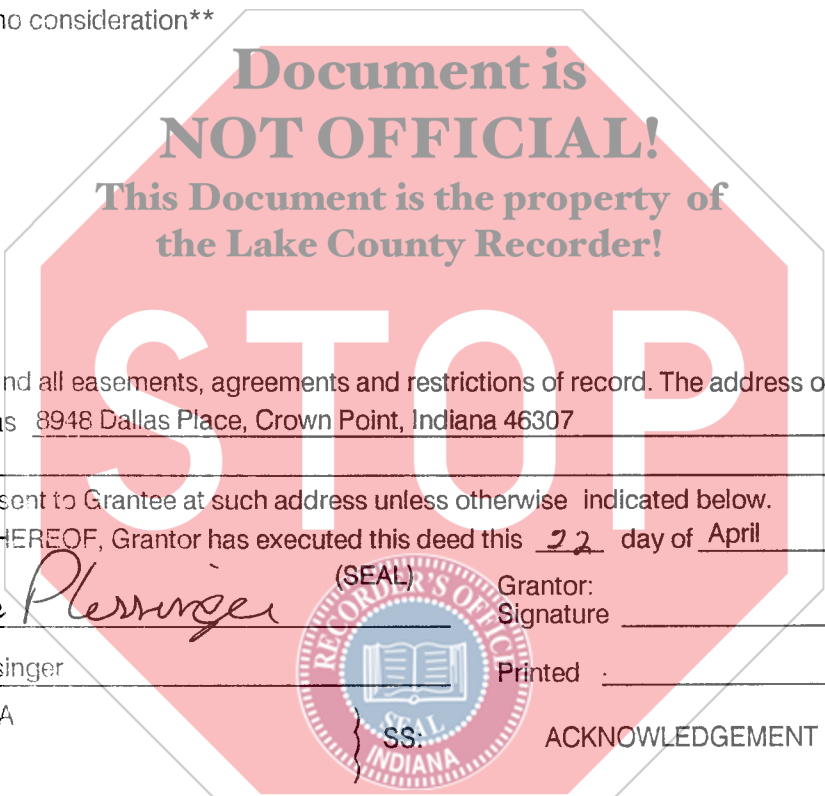 no consideration**
Document is
NOT OFFICIAL!
This Document is the property of
the Lake County Recorder!
STOP
nd all easements, agreements and restrictions of record. The address o
as 8948 Dallas Place, Crown Point, Indiana 46307
sent to Grantee at such address unless otherwise indicated below.
HEREOF, Grantor has executed this deed this 22 day of April
(SEAL) Grantor:
Plessinger Signature
singer Printed
A
SS: ACKNOWLEDGEMENT
RECORDER'S OFFICE
SEAL
INDIANA